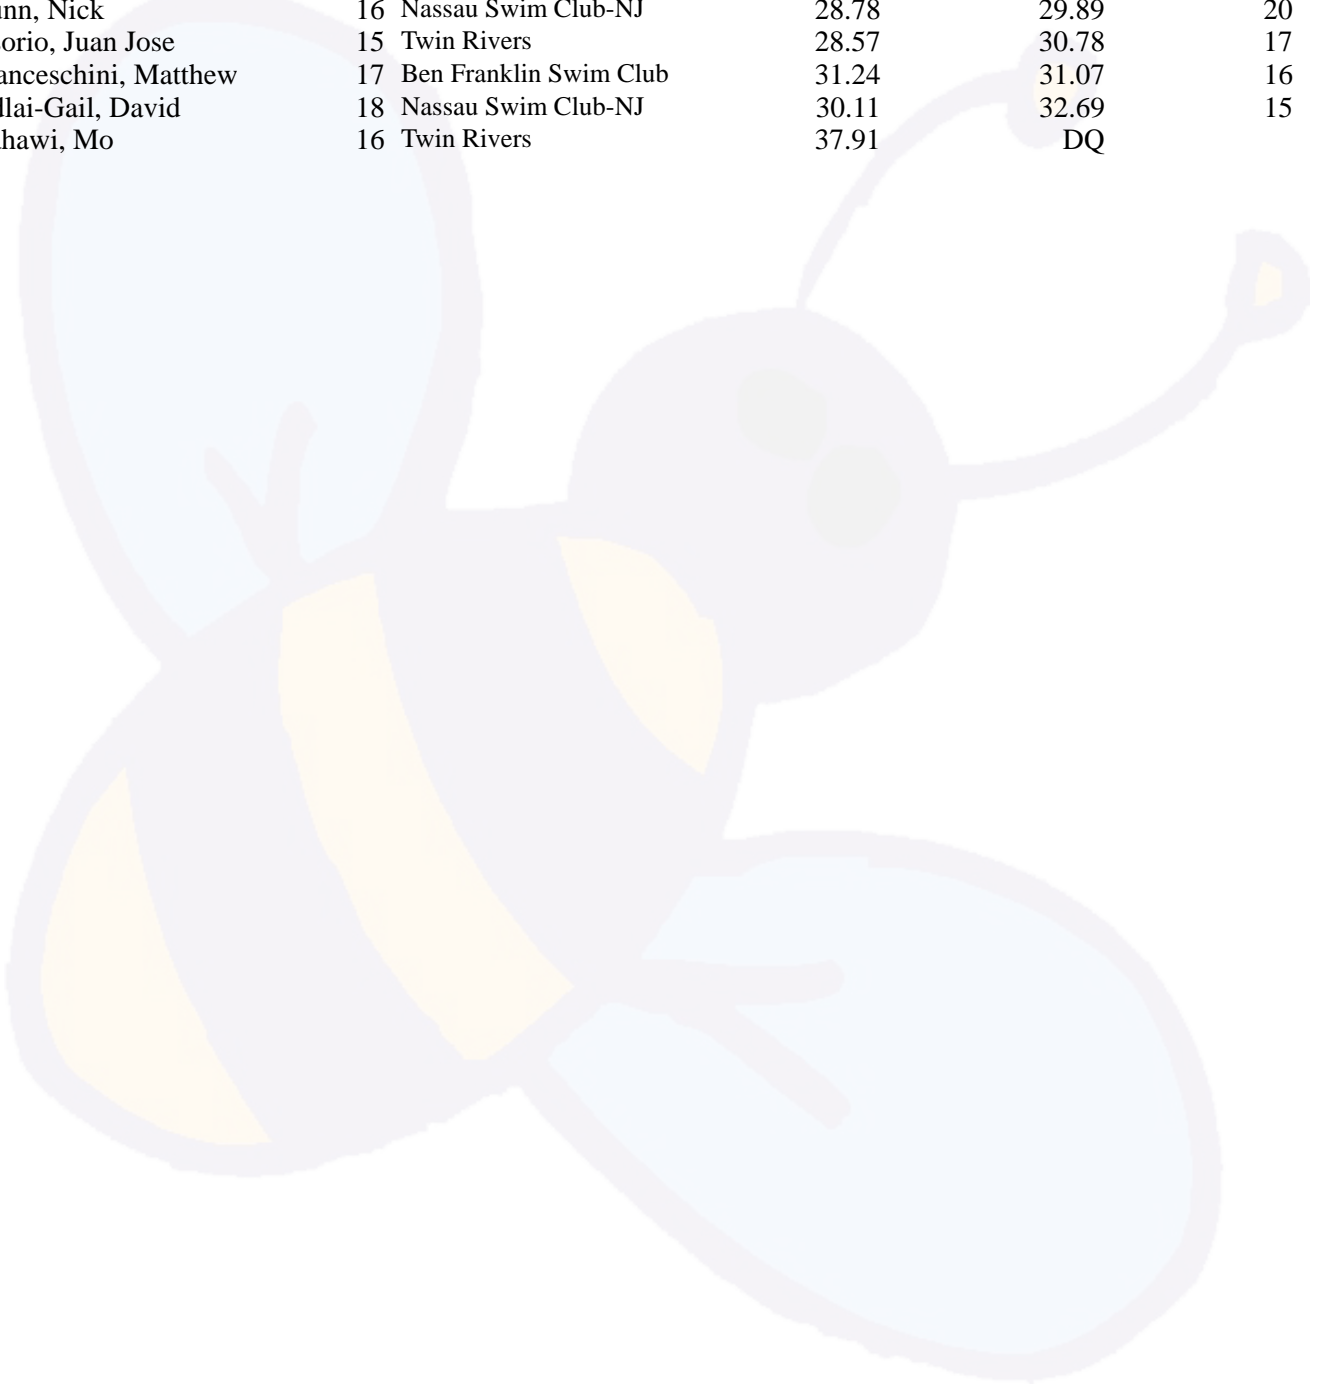 unn, Nick 16 Nassau Swim Club-NJ 28.78 29.89 20
orio, Juan Jose 15 Twin Rivers 28.57 30.78 17
anceschini, Matthew 17 Ben Franklin Swim Club 31.24 31.07 16
llai-Gail, David 18 Nassau Swim Club-NJ 30.11 32.69 15
hawi, Mo 16 Twin Rivers 37.91 DQ